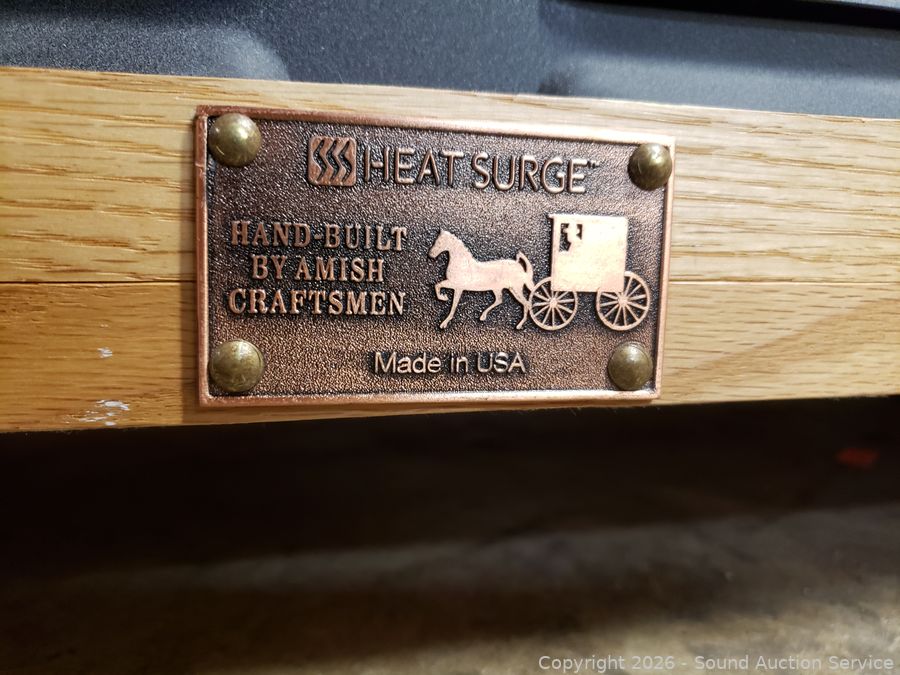 HEAT SURGE™
HAND-BUILT
BY AMISH
CRAFTSMEN
Made in USA
Copyright 2026 - Sound Auction Service